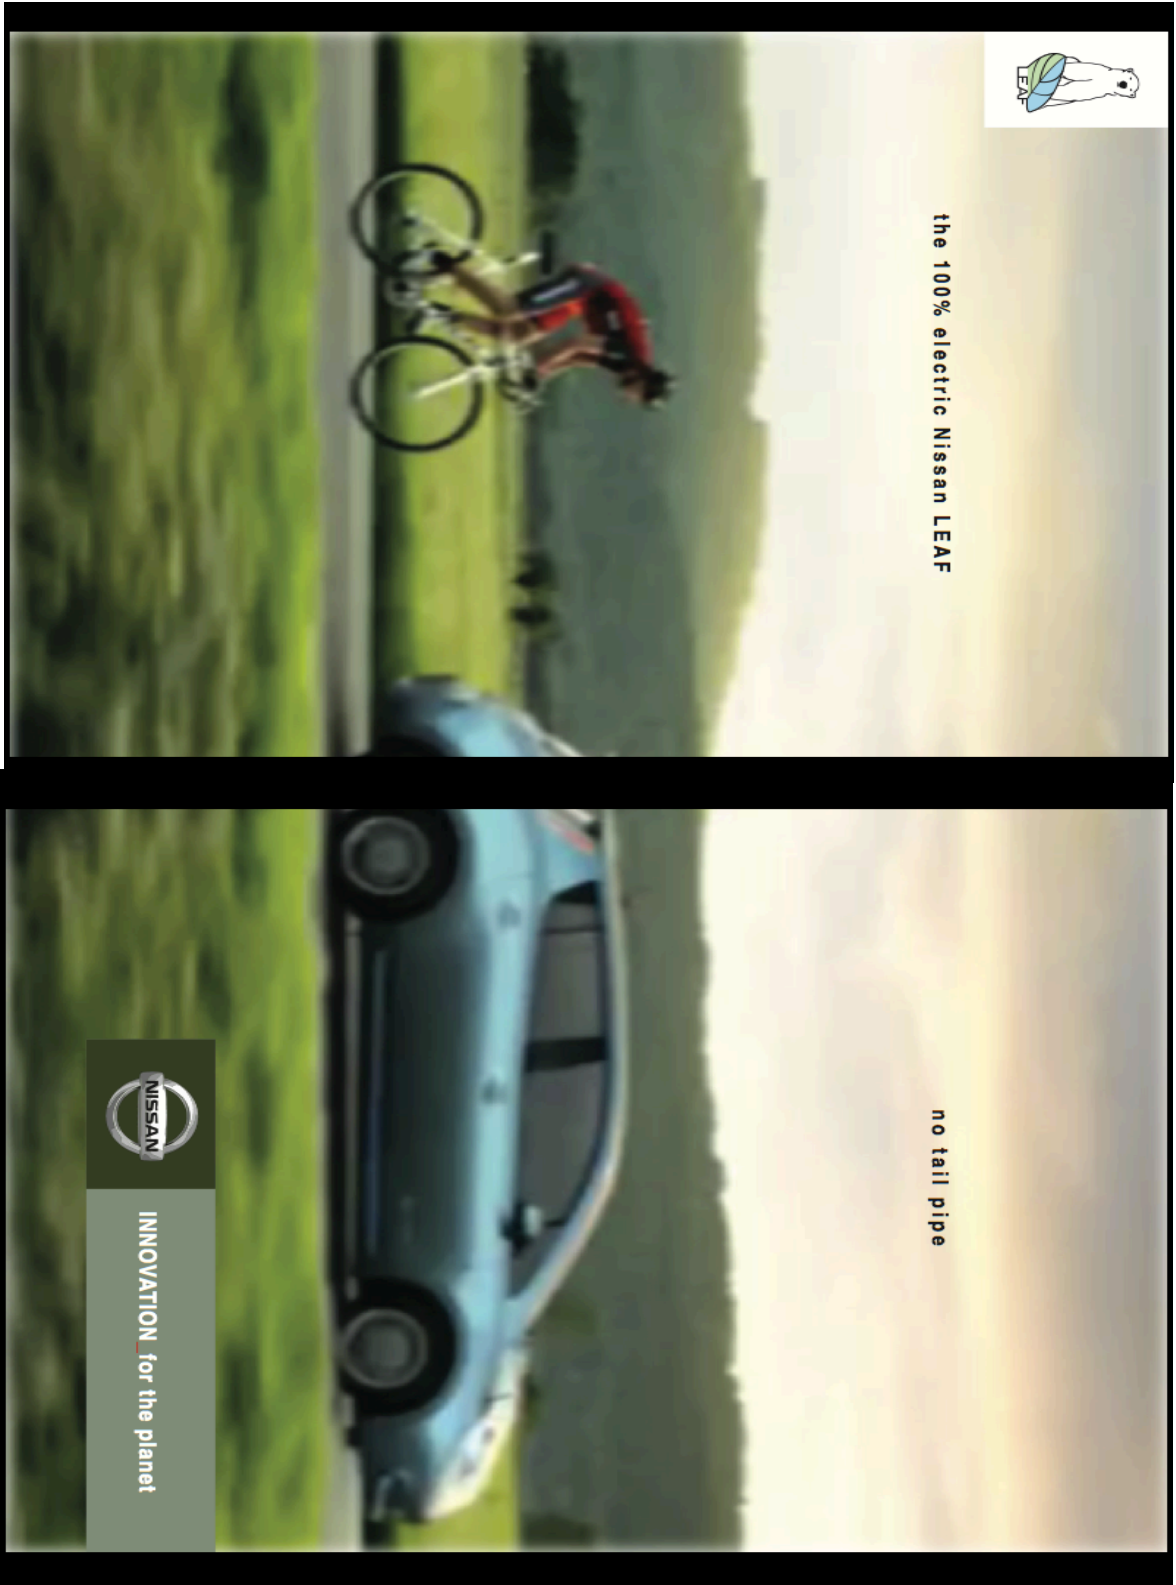 LEAF
the 100% electric Nissan LEAF
no tail pipe
NISSAN
INNOVATION_for the planet